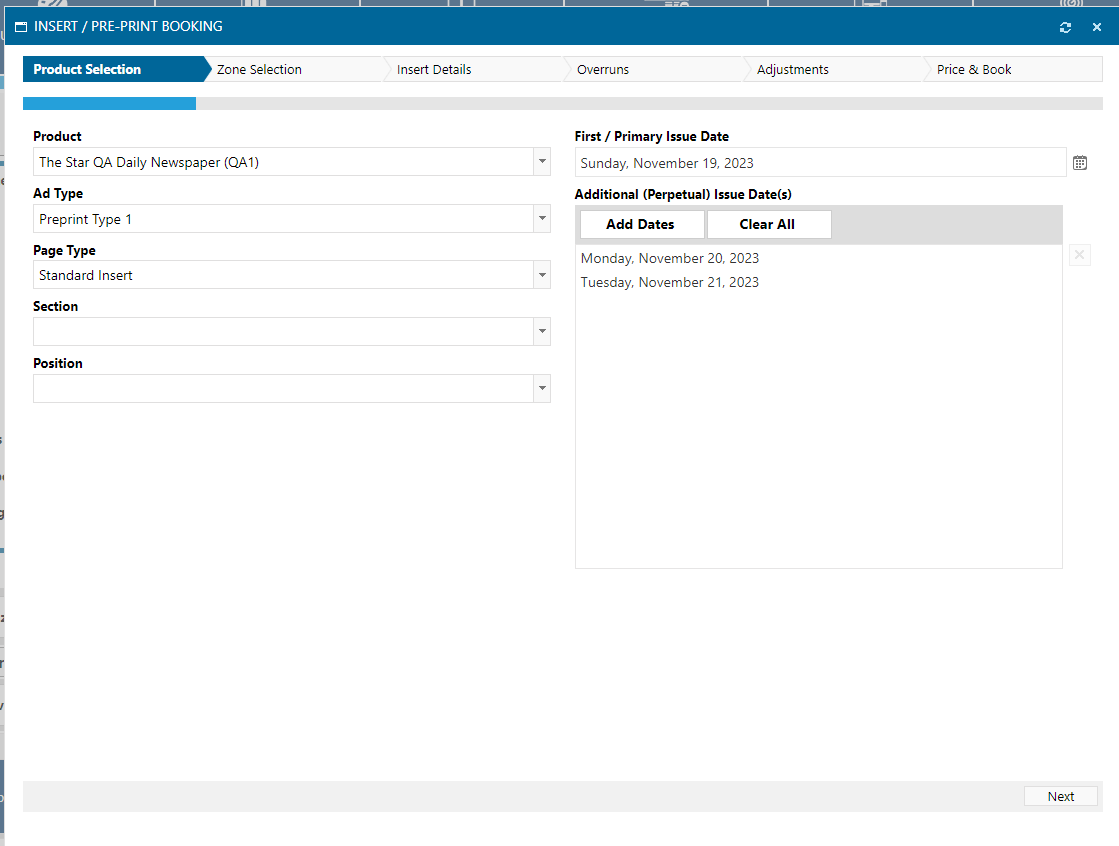 INSERT / PRE-PRINT BOOKING
Product Selection
Zone Selection
Insert Details
Overruns
Adjustments
Price & Book
Product
The Star QA Daily Newspaper (QA1)
Ad Type
Preprint Type 1
Page Type
Standard Insert
Section
Position
First / Primary Issue Date
Sunday, November 19, 2023
Additional (Perpetual) Issue Date(s)
Add Dates
Clear All
Monday, November 20, 2023
Tuesday, November 21, 2023
Next